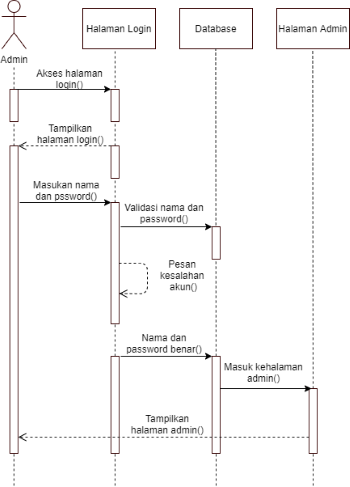 Halaman Login
Database
Halaman Admin
Admin
Akses halaman
login()
Tampilkan
halaman login()
Masukan nama
dan pssword()
Validasi nama dan
password()
Pesan
kesalahan
akun()
Nama dan
password benar()
Masuk kehalaman
admin()
Tampilkan
halaman admin()